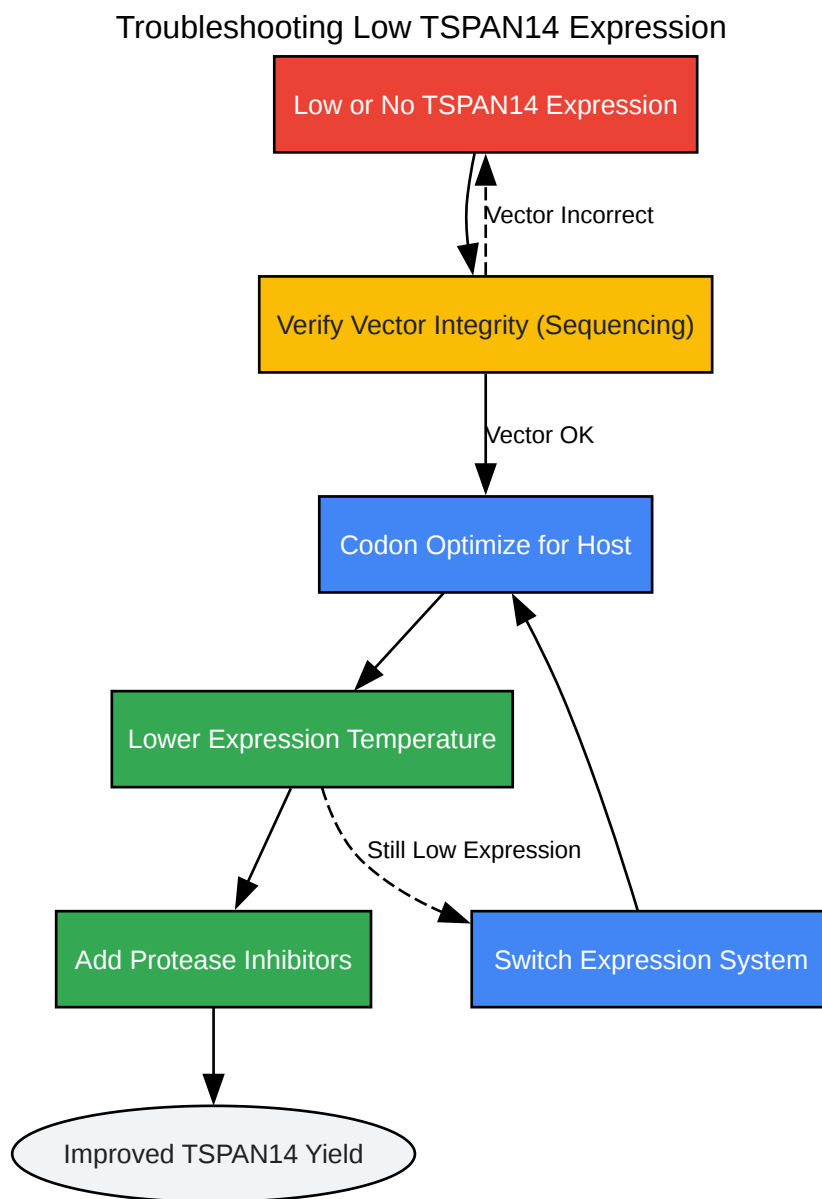 Troubleshooting Low TSPAN14 Expression
Low or No TSPAN14 Expression
Vector Incorrect
Verify Vector Integrity (Sequencing)
Vector OK
Codon Optimize for Host
Lower Expression Temperature
Still Low Expression
Add Protease Inhibitors
Switch Expression System
Improved TSPAN14 Yield